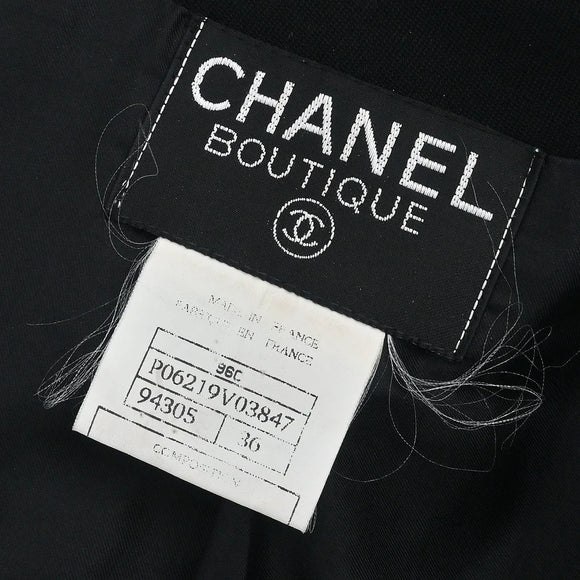 CHANEL
BOUTIQUE
MADE IN FRANCE
FABRIQUE EN FRANCE
96C
P06219V03847
94305 36
COMPOSITION